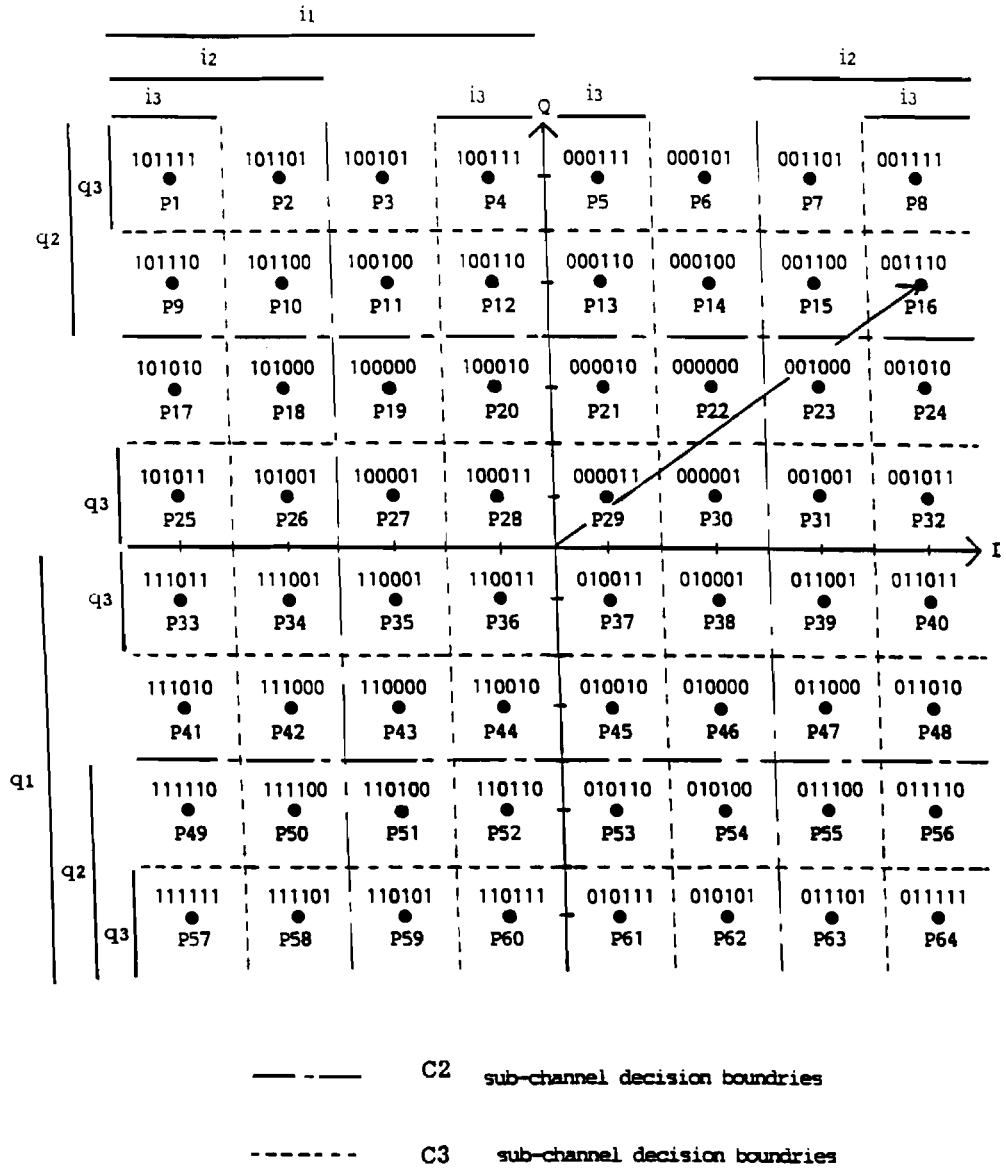 i1
i2 i2
i3 i3 Q i3 i3
101111 101101 100101 100111 000111 000101 001101 001111
q3
P1 P2 P3 P4 P5 P6 P7 P8
q2
101110 101100 100100 100110 000110 000100 001100 001110
P9 P10 P11 P12 P13 P14 P15 P16
101010 101000 100000 100010 000010 000000 001000 001010
P17 P18 P19 P20 P21 P22 P23 P24
101011 101001 100001 100011 000011 000001 001001 001011
q3
P25 P26 P27 P28 P29 P30 P31 P32
I
111011 111001 110001 110011 010011 010001 011001 011011
q3
P33 P34 P35 P36 P37 P38 P39 P40
111010 111000 110000 110010 010010 010000 011000 011010
P41 P42 P43 P44 P45 P46 P47 P48
q1
111110 111100 110100 110110 010110 010100 011100 011110
P49 P50 P51 P52 P53 P54 P55 P56
q2
111111 111101 110101 110111 010111 010101 011101 011111
q3
P57 P58 P59 P60 P61 P62 P63 P64
C2 sub-channel decision boundries
C3 sub-channel decision boundries